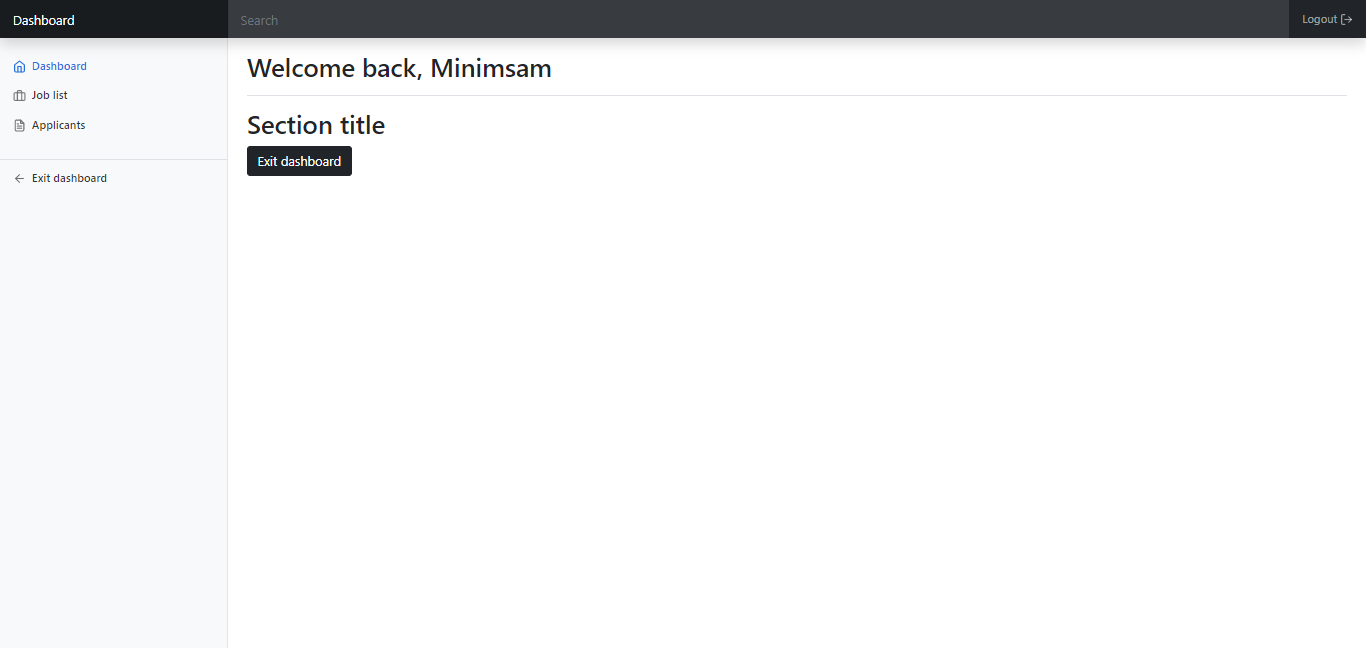 Dashboard
Search
Logout
Dashboard
Job list
Applicants
Exit dashboard
Welcome back, Minimsam
Section title
Exit dashboard